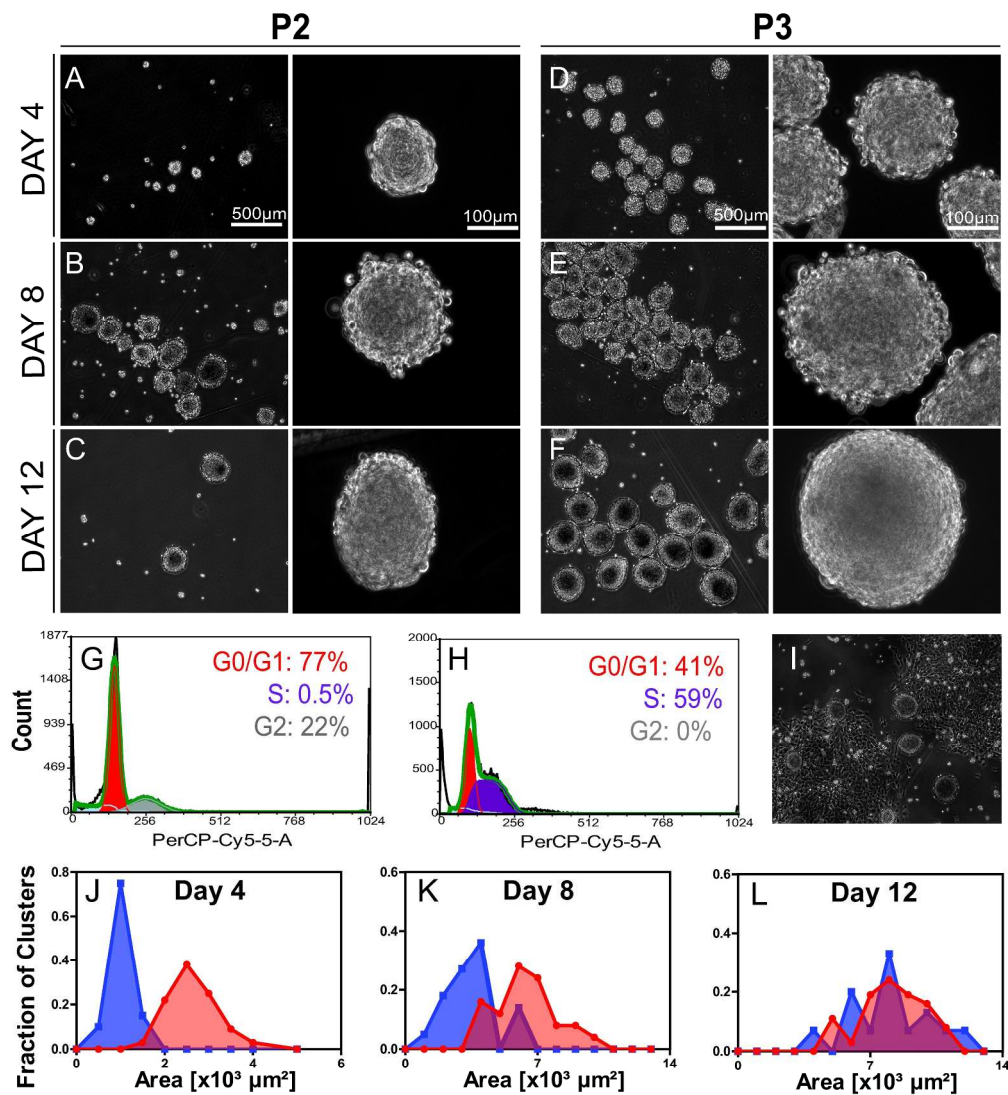 P2 P3
DAY 4
A
500µm
100µm
D
500µm
100µm
DAY 8
B
E
DAY 12
C
F
G
1877
1408
939
4469
0
0 256 512 768 1024
Count
PerCP-Cy5-5-A
G0/G1: 77%
S: 0.5%
G2: 22%
H
2000
1500
1000
500
0
0 256 512 768 1024
PerCP-Cy5-5-A
G0/G1: 41%
S: 59%
G2: 0%
I
Fraction of Clusters
J
Day 4
0.8
0.6
0.4
0.2
0.0
0 2 4 6
Area [x10³ µm²]
K
Day 8
0.6
0.4
0.2
0.0
0 7 14
Area [x10³ µm²]
L
Day 12
0.6
0.4
0.2
0.0
0 7 14
Area [x10³ µm²]